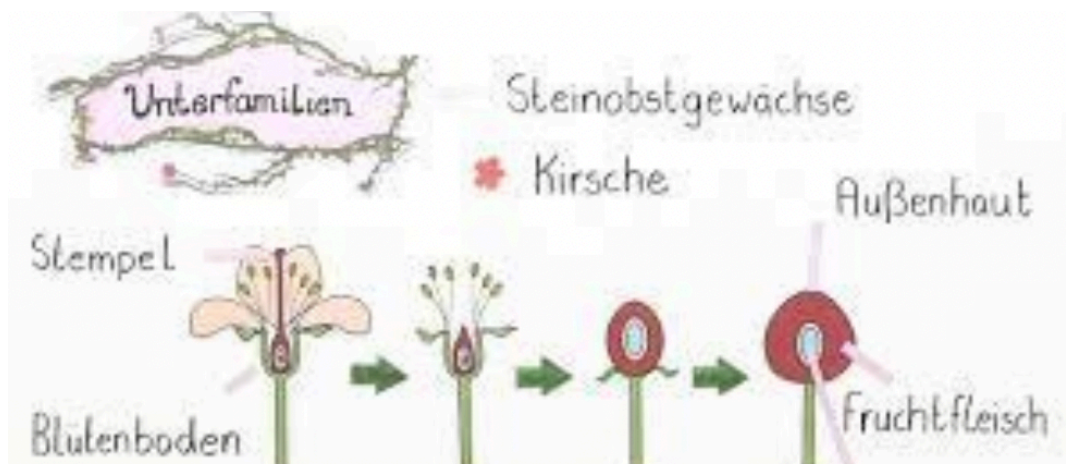 Unterfamilien
Steinobstgewächse
Kirsche
Außenhaut
Stempel
Blütenboden
Fruchtfleisch